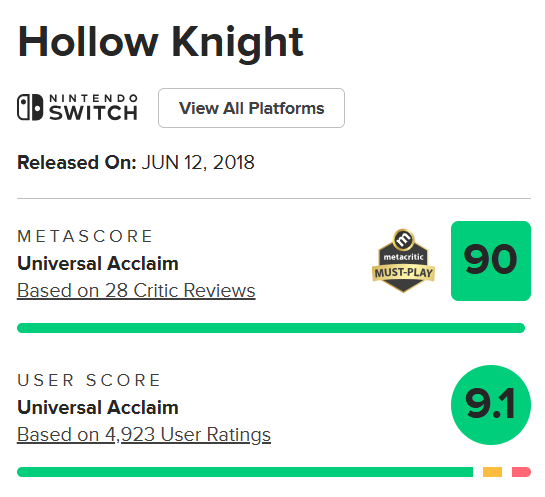 Hollow Knight
NINTENDO
SWITCH
View All Platforms
Released On: JUN 12, 2018
METASCORE
Universal Acclaim
Based on 28 Critic Reviews
m
metacritic
MUST-PLAY
90
USER SCORE
Universal Acclaim
Based on 4,923 User Ratings
9.1